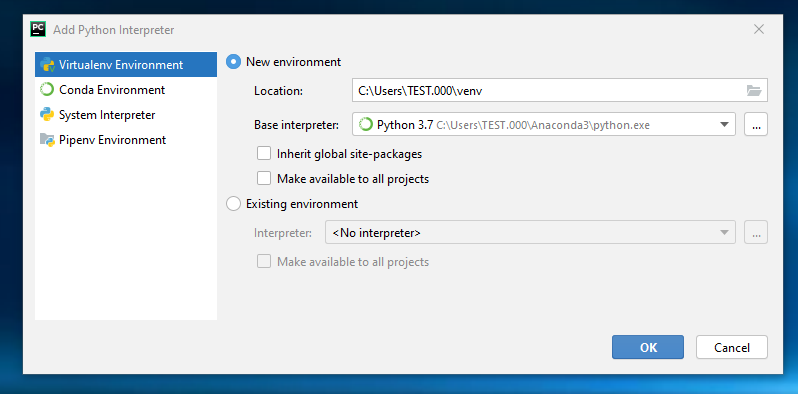 PC Add Python Interpreter
Virtualenv Environment
Conda Environment
System Interpreter
Pipenv Environment
New environment
Location: C:\Users\TEST.000\venv
Base interpreter: Python 3.7 C:\Users\TEST.000\Anaconda3\python.exe ...
Inherit global site-packages
Make available to all projects
Existing environment
Interpreter: <No interpreter> ...
Make available to all projects
OK Cancel